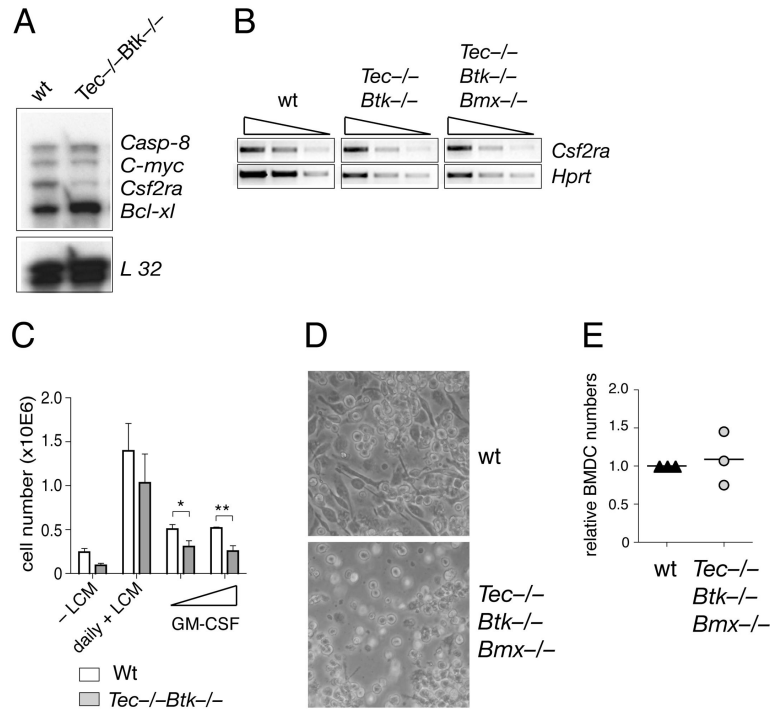 A
wt
Tec–/–Btk–/–
Casp-8
C-myc
Csf2ra
Bcl-xl
L 32
B
wt
Tec–/–
Btk–/–
Tec–/–
Btk–/–
Bmx–/–
Csf2ra
Hprt
C
cell number (x10E6)
2.0
1.5
1.0
0.5
0
*
**
– LCM
daily + LCM
GM-CSF
Wt
Tec–/–Btk–/–
D
wt
Tec–/–
Btk–/–
Bmx–/–
E
relative BMDC numbers
2.0
1.5
1.0
0.5
0
wt
Tec–/–
Btk–/–
Bmx–/–